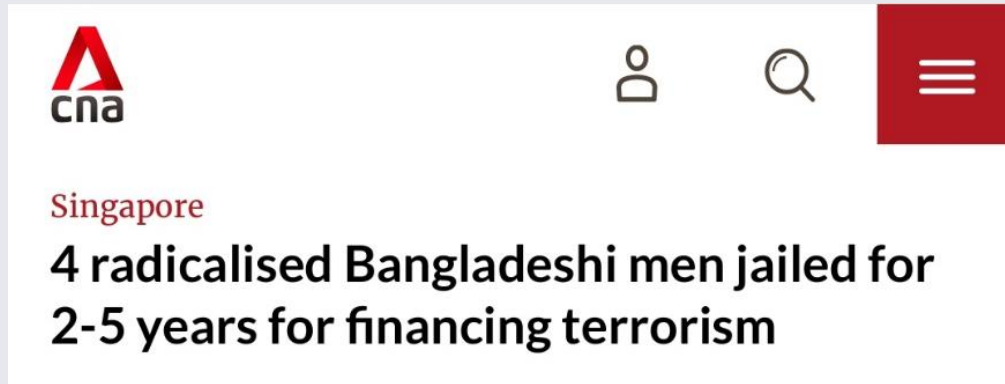 cna
Singapore
4 radicalised Bangladeshi men jailed for
2-5 years for financing terrorism